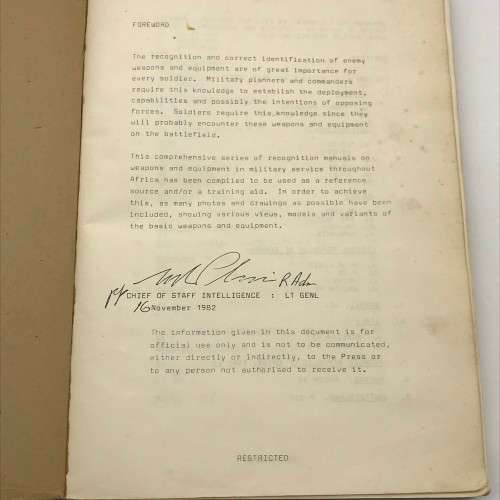 FOREWORD
The recognition and correct identification of enemy
weapons and equipment are of great importance for
every soldier. Military planners and commanders
require this knowledge to establish the deployment,
capabilities and possibly the intentions of opposing
forces. Soldiers require this knowledge since they
will probably encounter these weapons and equipment
on the battlefield.
This comprehensive series of recognition manuals on
weapons and/or equipment in military service throughout
Africa has been compiled to be used as a reference
source and/or a training aid. In order to achieve
this, as many photos and drawings as possible have been
included, showing various views, models and variants of
the basic weapons and equipment.
R Adm
pp CHIEF OF STAFF INTELLIGENCE : LT GENL
16 November 1982
The information given in this document is for
official use only and is not to be communicated,
either directly or indirectly, to the Press or
to any person not authorised to receive it.
RESTRICTED